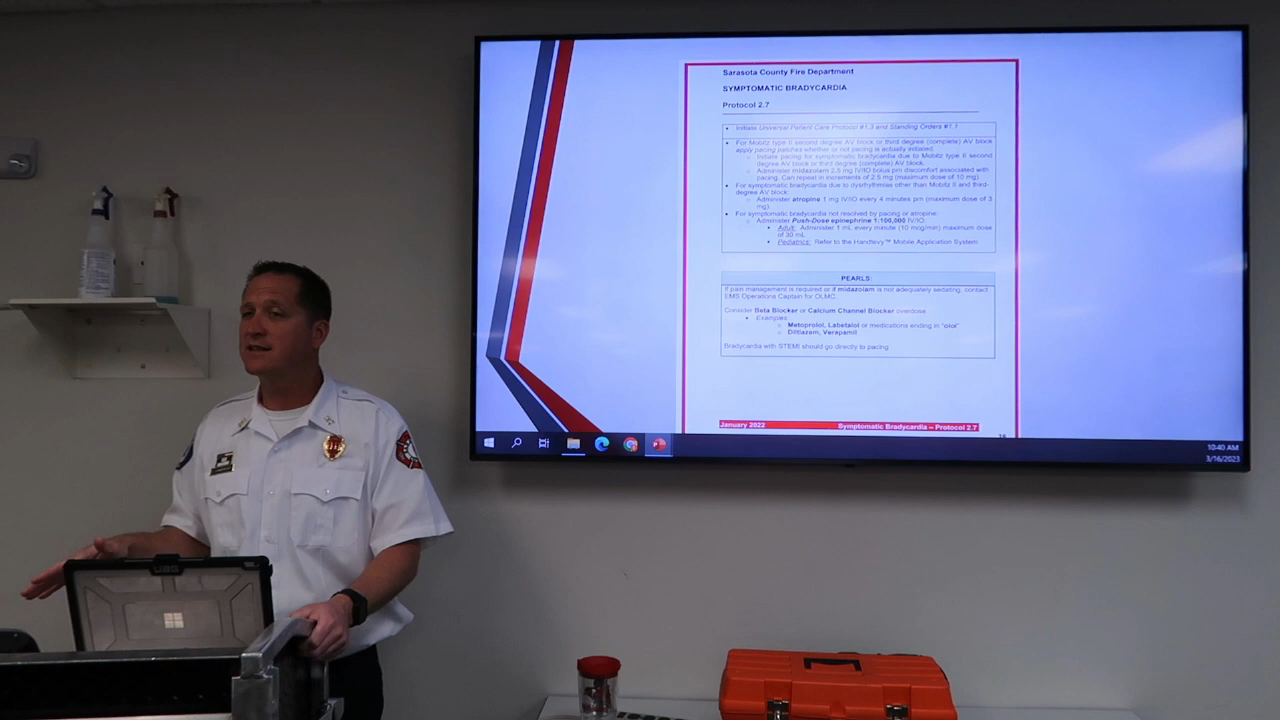 Sarasota County Fire Department
SYMPTOMATIC BRADYCARDIA
Protocol 2.7
• Initiate Universal Patient Care Protocol #1.3 and Standing Orders #1.1
• For Mobitz type II second degree AV block or third degree (complete) AV block
apply pacing patches whether or not pacing is actually initiated.
○ Initiate pacing for symptomatic bradycardia due to Mobitz type II second
degree AV block or third degree (complete) AV block.
○ Administer midazolam 2.5 mg IV/IO bolus prn discomfort associated with
pacing. Can repeat in increments of 2.5 mg (maximum dose of 10 mg)
• For symptomatic bradycardia due to dysrhythmias other than Mobitz II and third-
degree AV block:
○ Administer atropine 1 mg IV/IO every 4 minutes prn (maximum dose of 3
mg)
• For symptomatic bradycardia not resolved by pacing or atropine:
○ Administer Push-Dose epinephrine 1:100,000 IV/IO.
▪ Adult: Administer 1 mL every minute (10 mcg/min) maximum dose
of 30 mL
▪ Pediatrics: Refer to the Handtevy™ Mobile Application System
PEARLS:
If pain management is required or if midazolam is not adequately sedating, contact
EMS Operations Captain for OLMC.
Consider Beta Blocker or Calcium Channel Blocker overdose
• Examples
○ Metoprolol, Labetalol or medications ending in "olol"
○ Diltiazem, Verapamil
Bradycardia with STEMI should go directly to pacing
January 2022 Symptomatic Bradycardia – Protocol 2.7
10:40 AM
3/16/2023
UAG